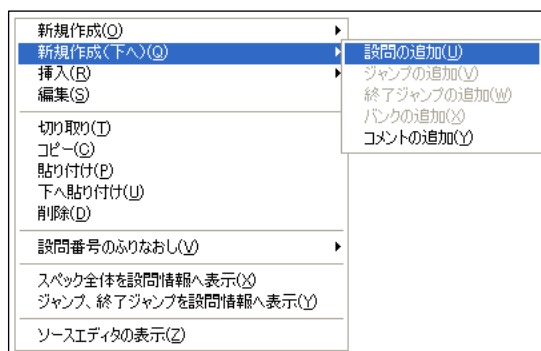 新規作成(O)
新規作成(下へ)(Q)
挿入(R)
編集(S)
切り取り(T)
コピー(C)
貼り付け(P)
下へ貼り付け(U)
削除(D)
設問番号のふりなおし(V)
スペック全体を設問情報へ表示(X)
ジャンプ、終了ジャンプを設問情報へ表示(Y)
ソースエディタの表示(Z)
設問の追加(U)
ジャンプの追加(V)
終了ジャンプの追加(W)
バンクの追加(X)
コメントの追加(Y)